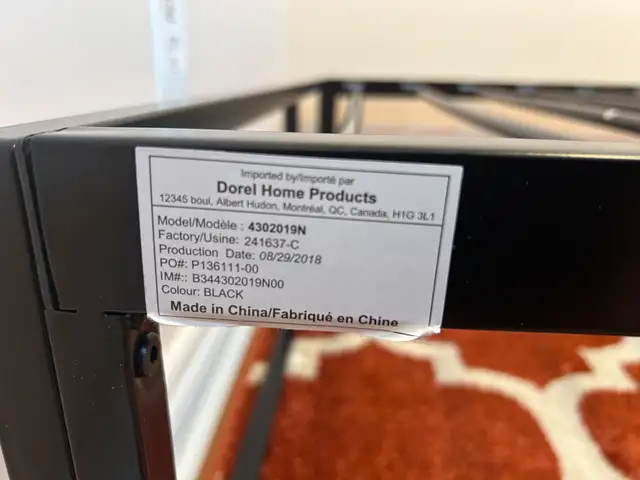 Imported by/Importé par
Dorel Home Products
12345 boul, Albert Hudon, Montréal, QC, Canada, H1G 3L1
Model/Modèle : 4302019N
Factory/Usine: 241637-C
Production Date: 08/29/2018
PO#: P136111-00
IM#:: B344302019N00
Colour: BLACK
Made in China/Fabriqué en Chine